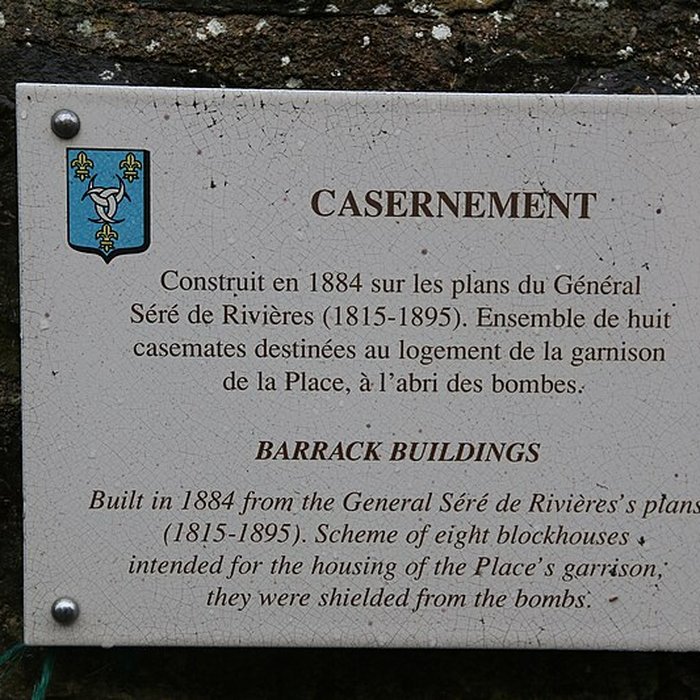 CASERNEMENT
Construit en 1884 sur les plans du Général
Séré de Rivières (1815-1895). Ensemble de huit
casemates destinées au logement de la garnison
de la Place, à l'abri des bombes.
BARRACK BUILDINGS
Built in 1884 from the General Séré de Rivières's plans
(1815-1895). Scheme of eight blockhouses
intended for the housing of the Place's garrison,
they were shielded from the bombs.